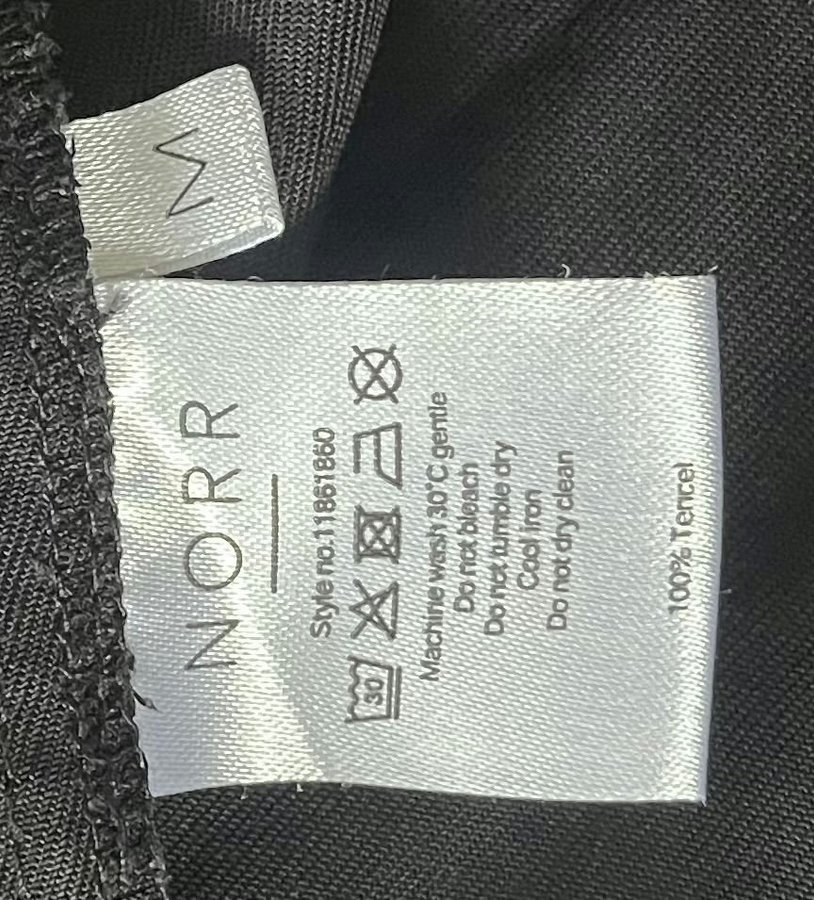 M
NORR
Style no.11861860
30
Machine wash 30°C gentle
Do not bleach
Do not tumble dry
Cool iron
Do not dry clean
100% Tencel